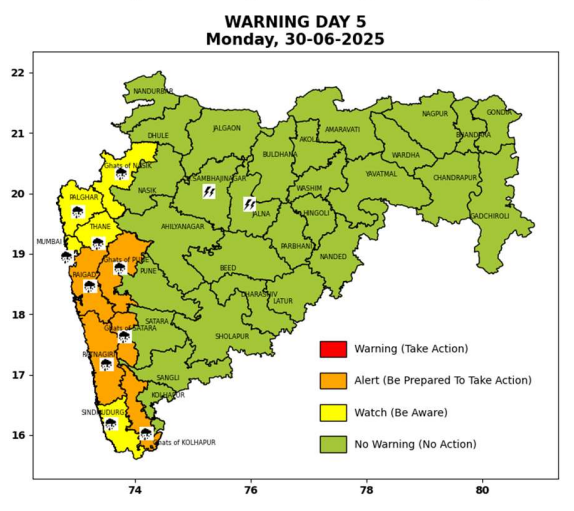 WARNING DAY 5
Monday, 30-06-2025
22
21
20
19
18
17
16
74
76
78
80
NANDURBAR
DHULE
JALGAON
AKOLA
AMARAVATI
NAGPUR
GONDIA
BHANDARA
BULDHANA
WARDHA
Ghats of NASIK
NASIK
C.SAMBHAJINAGAR
WASHIM
YAVATMAL
CHANDRAPUR
PALGHAR
JALNA
HINGOLI
GADCHIROLI
THANE
AHILYANAGAR
MUMBAI
PARBHANI
NANDED
Ghats of PUNE
PUNE
RAIGAD
BEED
DHARASHIV
LATUR
SATARA
Ghats of SATARA
SHOLAPUR
RATNAGIRI
SANGLI
KOLHAPUR
SINDHUDURG
Ghats of KOLHAPUR
Warning (Take Action)
Alert (Be Prepared To Take Action)
Watch (Be Aware)
No Warning (No Action)